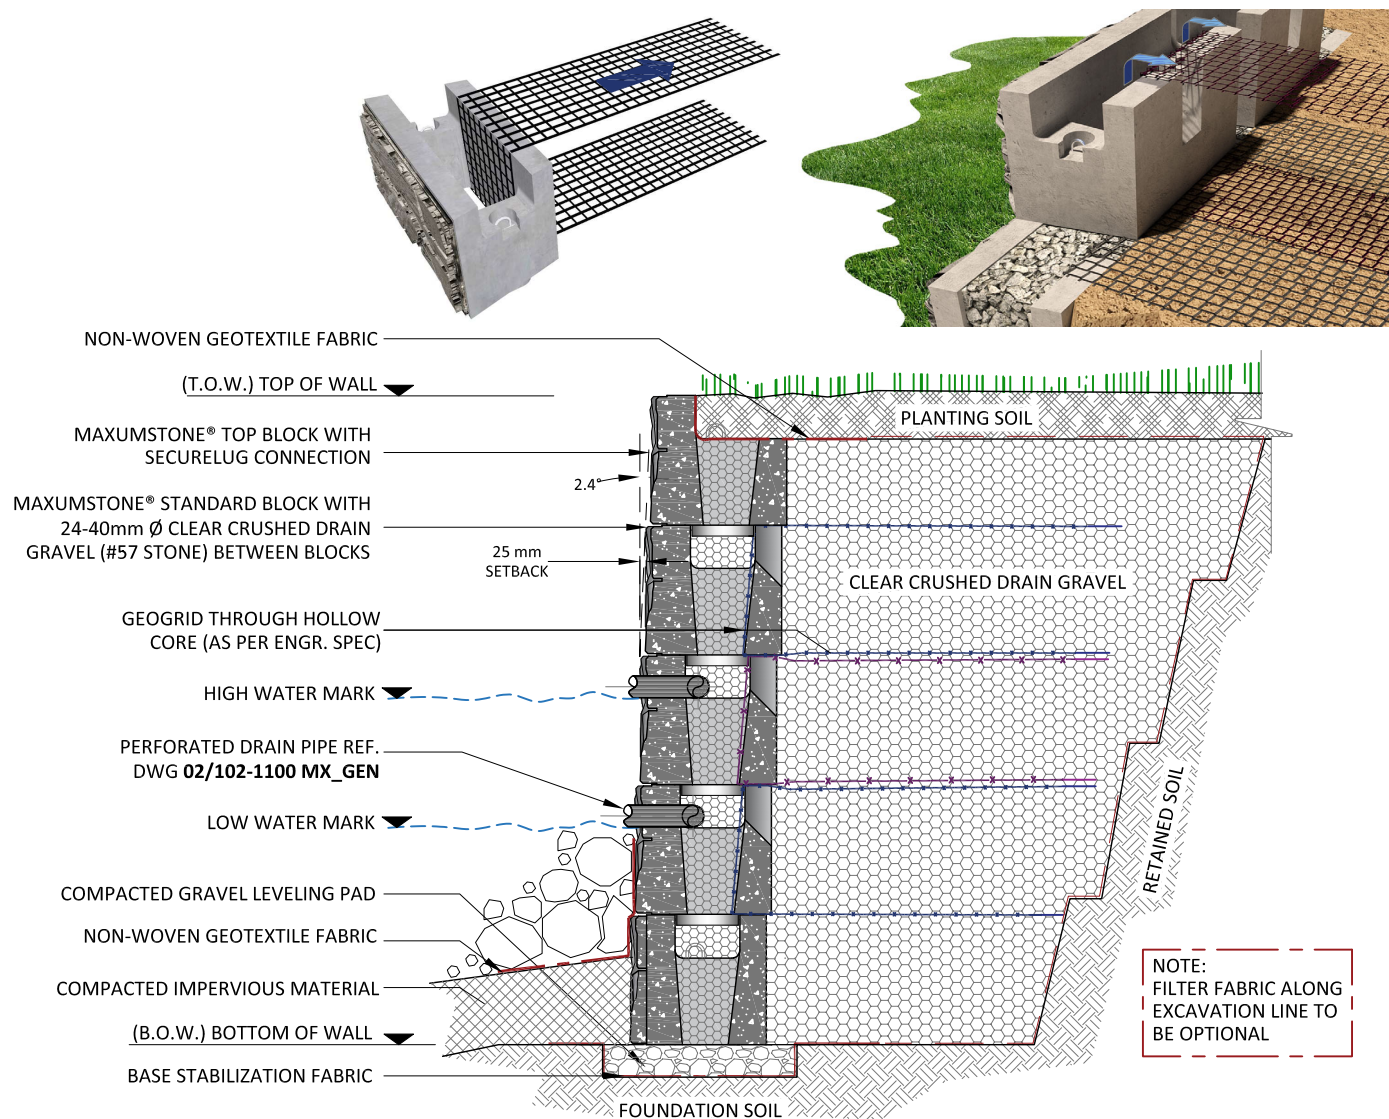 NON-WOVEN GEOTEXTILE FABRIC
(T.O.W.) TOP OF WALL
PLANTING SOIL
MAXUMSTONE® TOP BLOCK WITH
SECURELUG CONNECTION
2.4°
MAXUMSTONE® STANDARD BLOCK WITH
24-40mm Ø CLEAR CRUSHED DRAIN
GRAVEL (#57 STONE) BETWEEN BLOCKS
25 mm
SETBACK
CLEAR CRUSHED DRAIN GRAVEL
GEOGRID THROUGH HOLLOW
CORE (AS PER ENGR. SPEC)
HIGH WATER MARK
PERFORATED DRAIN PIPE REF.
DWG 02/102-1100 MX_GEN
LOW WATER MARK
RETAINED SOIL
COMPACTED GRAVEL LEVELING PAD
NON-WOVEN GEOTEXTILE FABRIC
COMPACTED IMPERVIOUS MATERIAL
(B.O.W.) BOTTOM OF WALL
BASE STABILIZATION FABRIC
FOUNDATION SOIL
NOTE:
FILTER FABRIC ALONG
EXCAVATION LINE TO
BE OPTIONAL